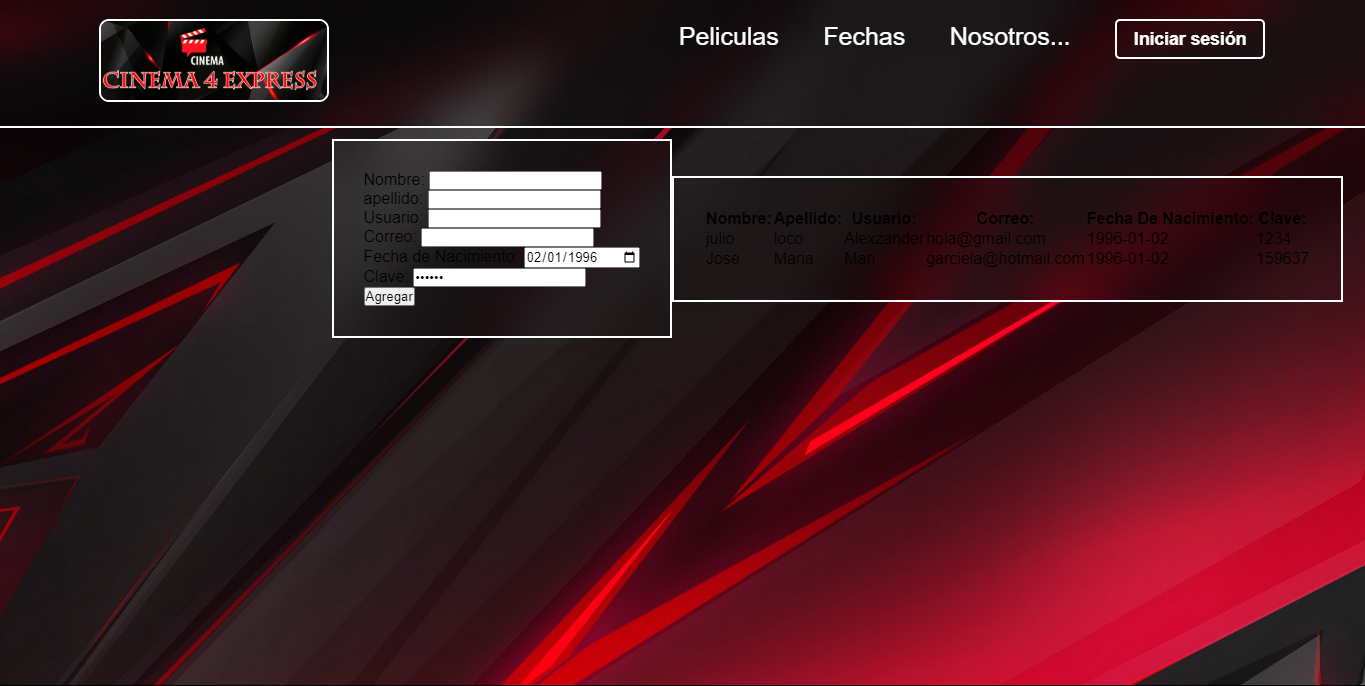 CINEMA
CINEMA 4 EXPRESS
Peliculas Fechas Nosotros... Iniciar sesión
Nombre:
apellido:
Usuario:
Correo:
Fecha de Nacimiento: 02/01/1996
Clave: ••••••
Agregar
Nombre: Apellido: Usuario: Correo: Fecha De Nacimiento: Clave:
julio loco Alexzander hola@gmail.com 1996-01-02 1234
Jose Maria Mari garciela@hotmail.com 1996-01-02 159637